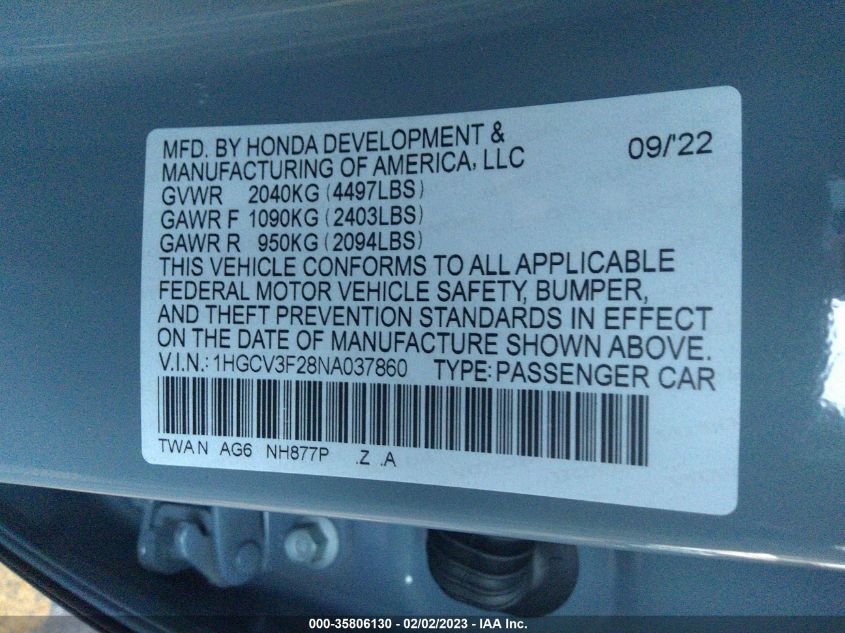 MFD. BY HONDA DEVELOPMENT &
MANUFACTURING OF AMERICA, LLC 09/'22
GVWR 2040KG (4497LBS)
GAWR F 1090KG (2403LBS)
GAWR R 950KG (2094LBS)
THIS VEHICLE CONFORMS TO ALL APPLICABLE
FEDERAL MOTOR VEHICLE SAFETY, BUMPER,
AND THEFT PREVENTION STANDARDS IN EFFECT
ON THE DATE OF MANUFACTURE SHOWN ABOVE.
V.I.N.: 1HGCV3F28NA037860 TYPE: PASSENGER CAR
TWA N AG6 NH877P .Z .A
000-35806130 - 02/02/2023 - IAA Inc.